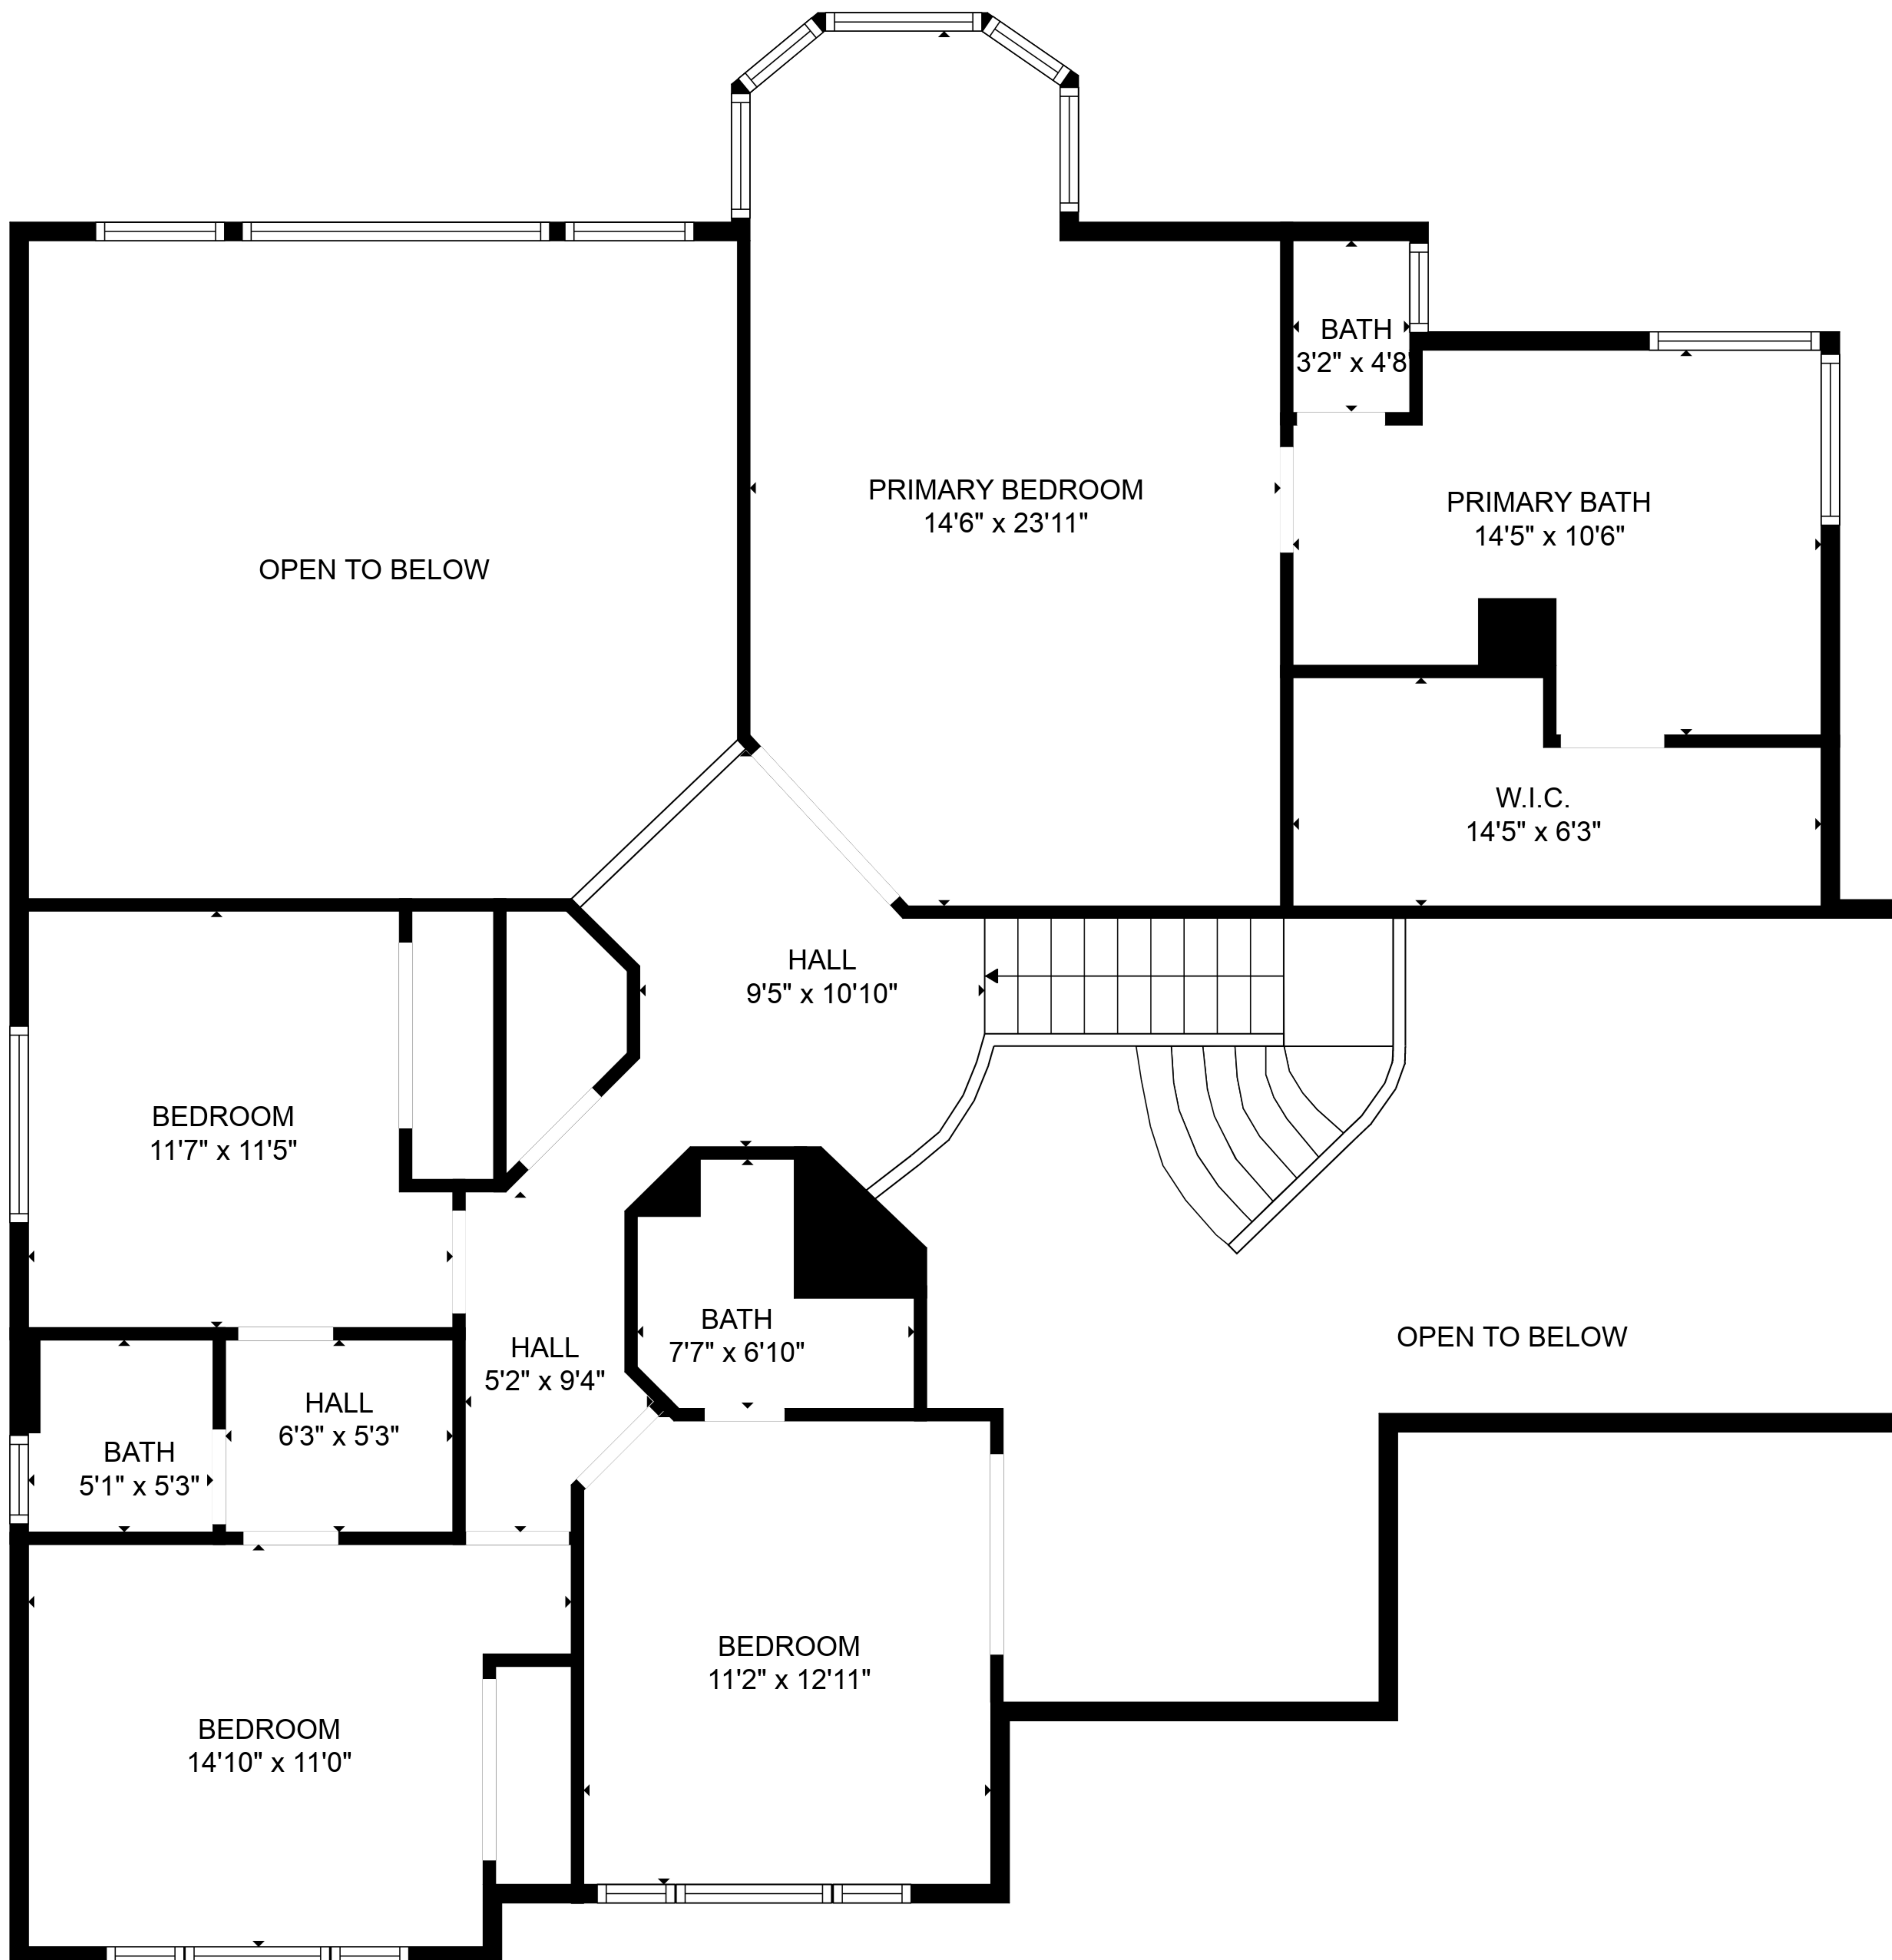 BATH
3'2" x 4'8'
PRIMARY BEDROOM
14'6" x 23'11"
PRIMARY BATH
14'5" x 10'6"
OPEN TO BELOW
W.I.C.
14'5" x 6'3"
HALL
9'5" x 10'10"
BEDROOM
11'7" x 11'5"
BATH
7'7" x 6'10"
OPEN TO BELOW
HALL
5'2" x 9'4"
HALL
6'3" x 5'3"
BATH
5'1" x 5'3"
BEDROOM
11'2" x 12'11"
BEDROOM
14'10" x 11'0"